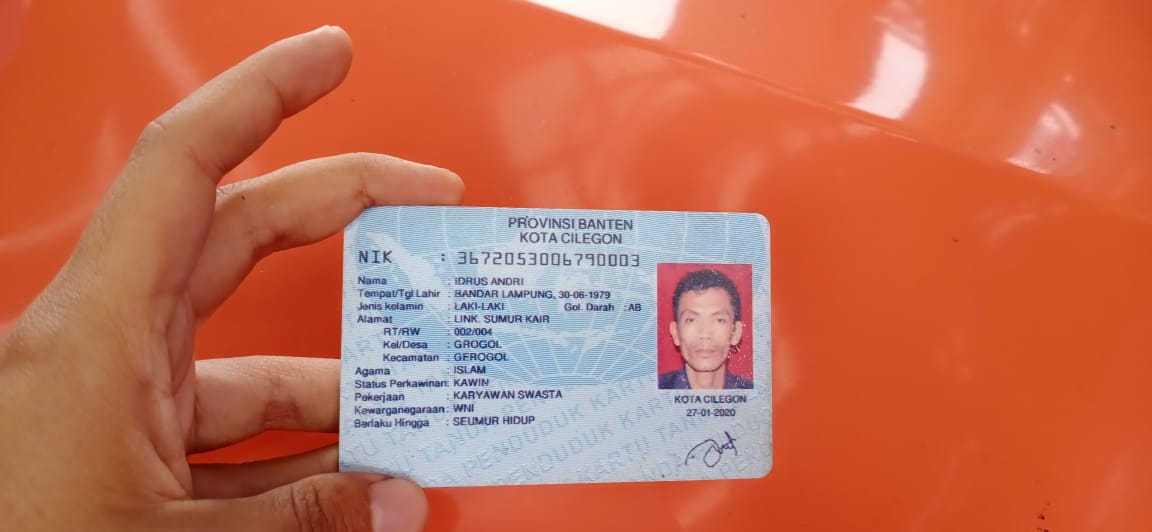 PROVINSI BANTEN
KOTA CILEGON
NIK : 3672053006790003
Nama : IDRUS ANDRI
Tempat/Tgl Lahir : BANDAR LAMPUNG, 30-06-1979
Jenis kelamin : LAKI-LAKI Gol. Darah : AB
Alamat : LINK. SUMUR KAIR
RT/RW : 002/004
Kel/Desa : GROGOL
Kecamatan : GEROGOL
Agama : ISLAM
Status Perkawinan: KAWIN
Pekerjaan : KARYAWAN SWASTA
Kewarganegaraan: WNI
Berlaku Hingga : SEUMUR HIDUP
KOTA CILEGON
27-01-2020